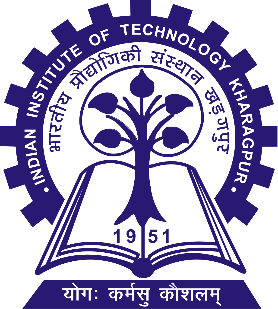 INDIAN INSTITUTE OF TECHNOLOGY KHARAGPUR
भारतीय प्रौद्योगिकी संस्थान खड़गपुर
1951
योगः कर्मसु कौशलम्